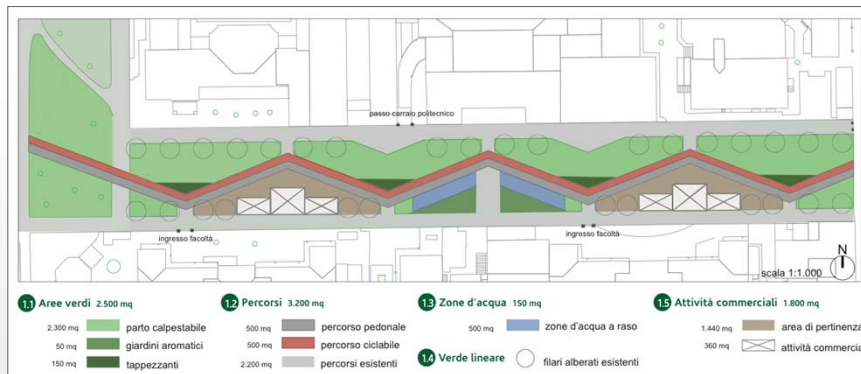 passo carraio politecnico
ingresso facoltà
ingresso facoltà
N
scala 1:1.000
1.1 Aree verdi 2.500 mq
2.300 mq parto calpestabile
50 mq giardini aromatici
150 mq tappezzanti
1.2 Percorsi 3.200 mq
500 mq percorso pedonale
500 mq percorso ciclabile
2.200 mq percorsi esistenti
1.3 Zone d'acqua 150 mq
500 mq zone d'acqua a raso
1.4 Verde lineare
filari alberati esistenti
1.5 Attività commerciali 1.800 mq
1.440 mq area di pertinenza
360 mq attività commercia